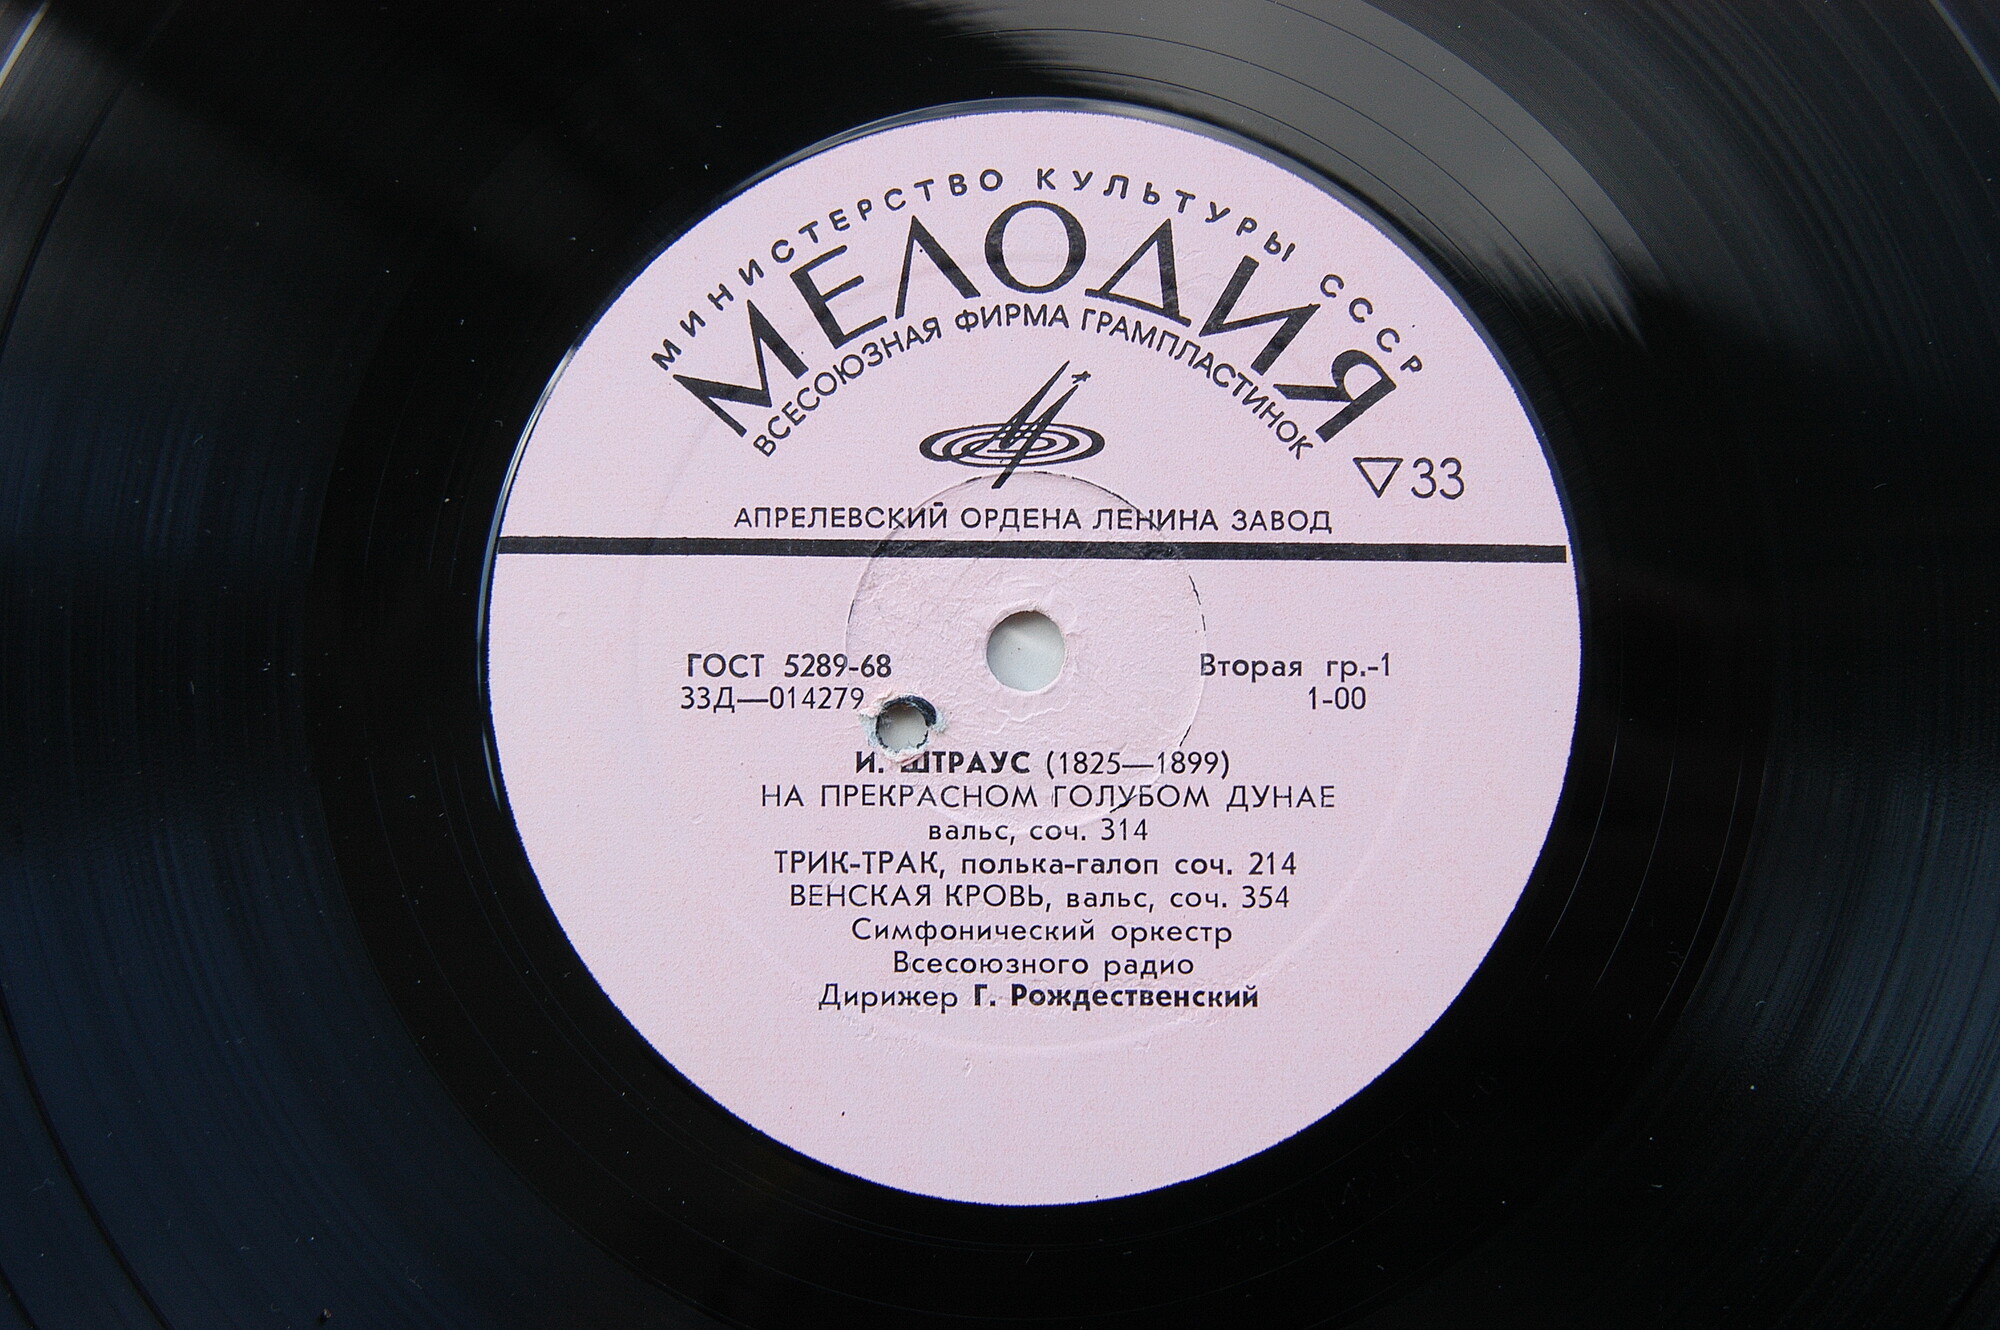 МИНИСТЕРСТВО КУЛЬТУРЫ СССР
МЕЛОДИЯ
ВСЕСОЮЗНАЯ ФИРМА ГРАМПЛАСТИНОК
▽33
АПРЕЛЕВСКИЙ ОРДЕНА ЛЕНИНА ЗАВОД
ГОСТ 5289-68
33Д—014279
Вторая гр.-1
1-00
И. ШТРАУС (1825—1899)
НА ПРЕКРАСНОМ ГОЛУБОМ ДУНАЕ
вальс, соч. 314
ТРИК-ТРАК, полька-галоп соч. 214
ВЕНСКАЯ КРОВЬ, вальс, соч. 354
Симфонический оркестр
Всесоюзного радио
Дирижер Г. Рождественский